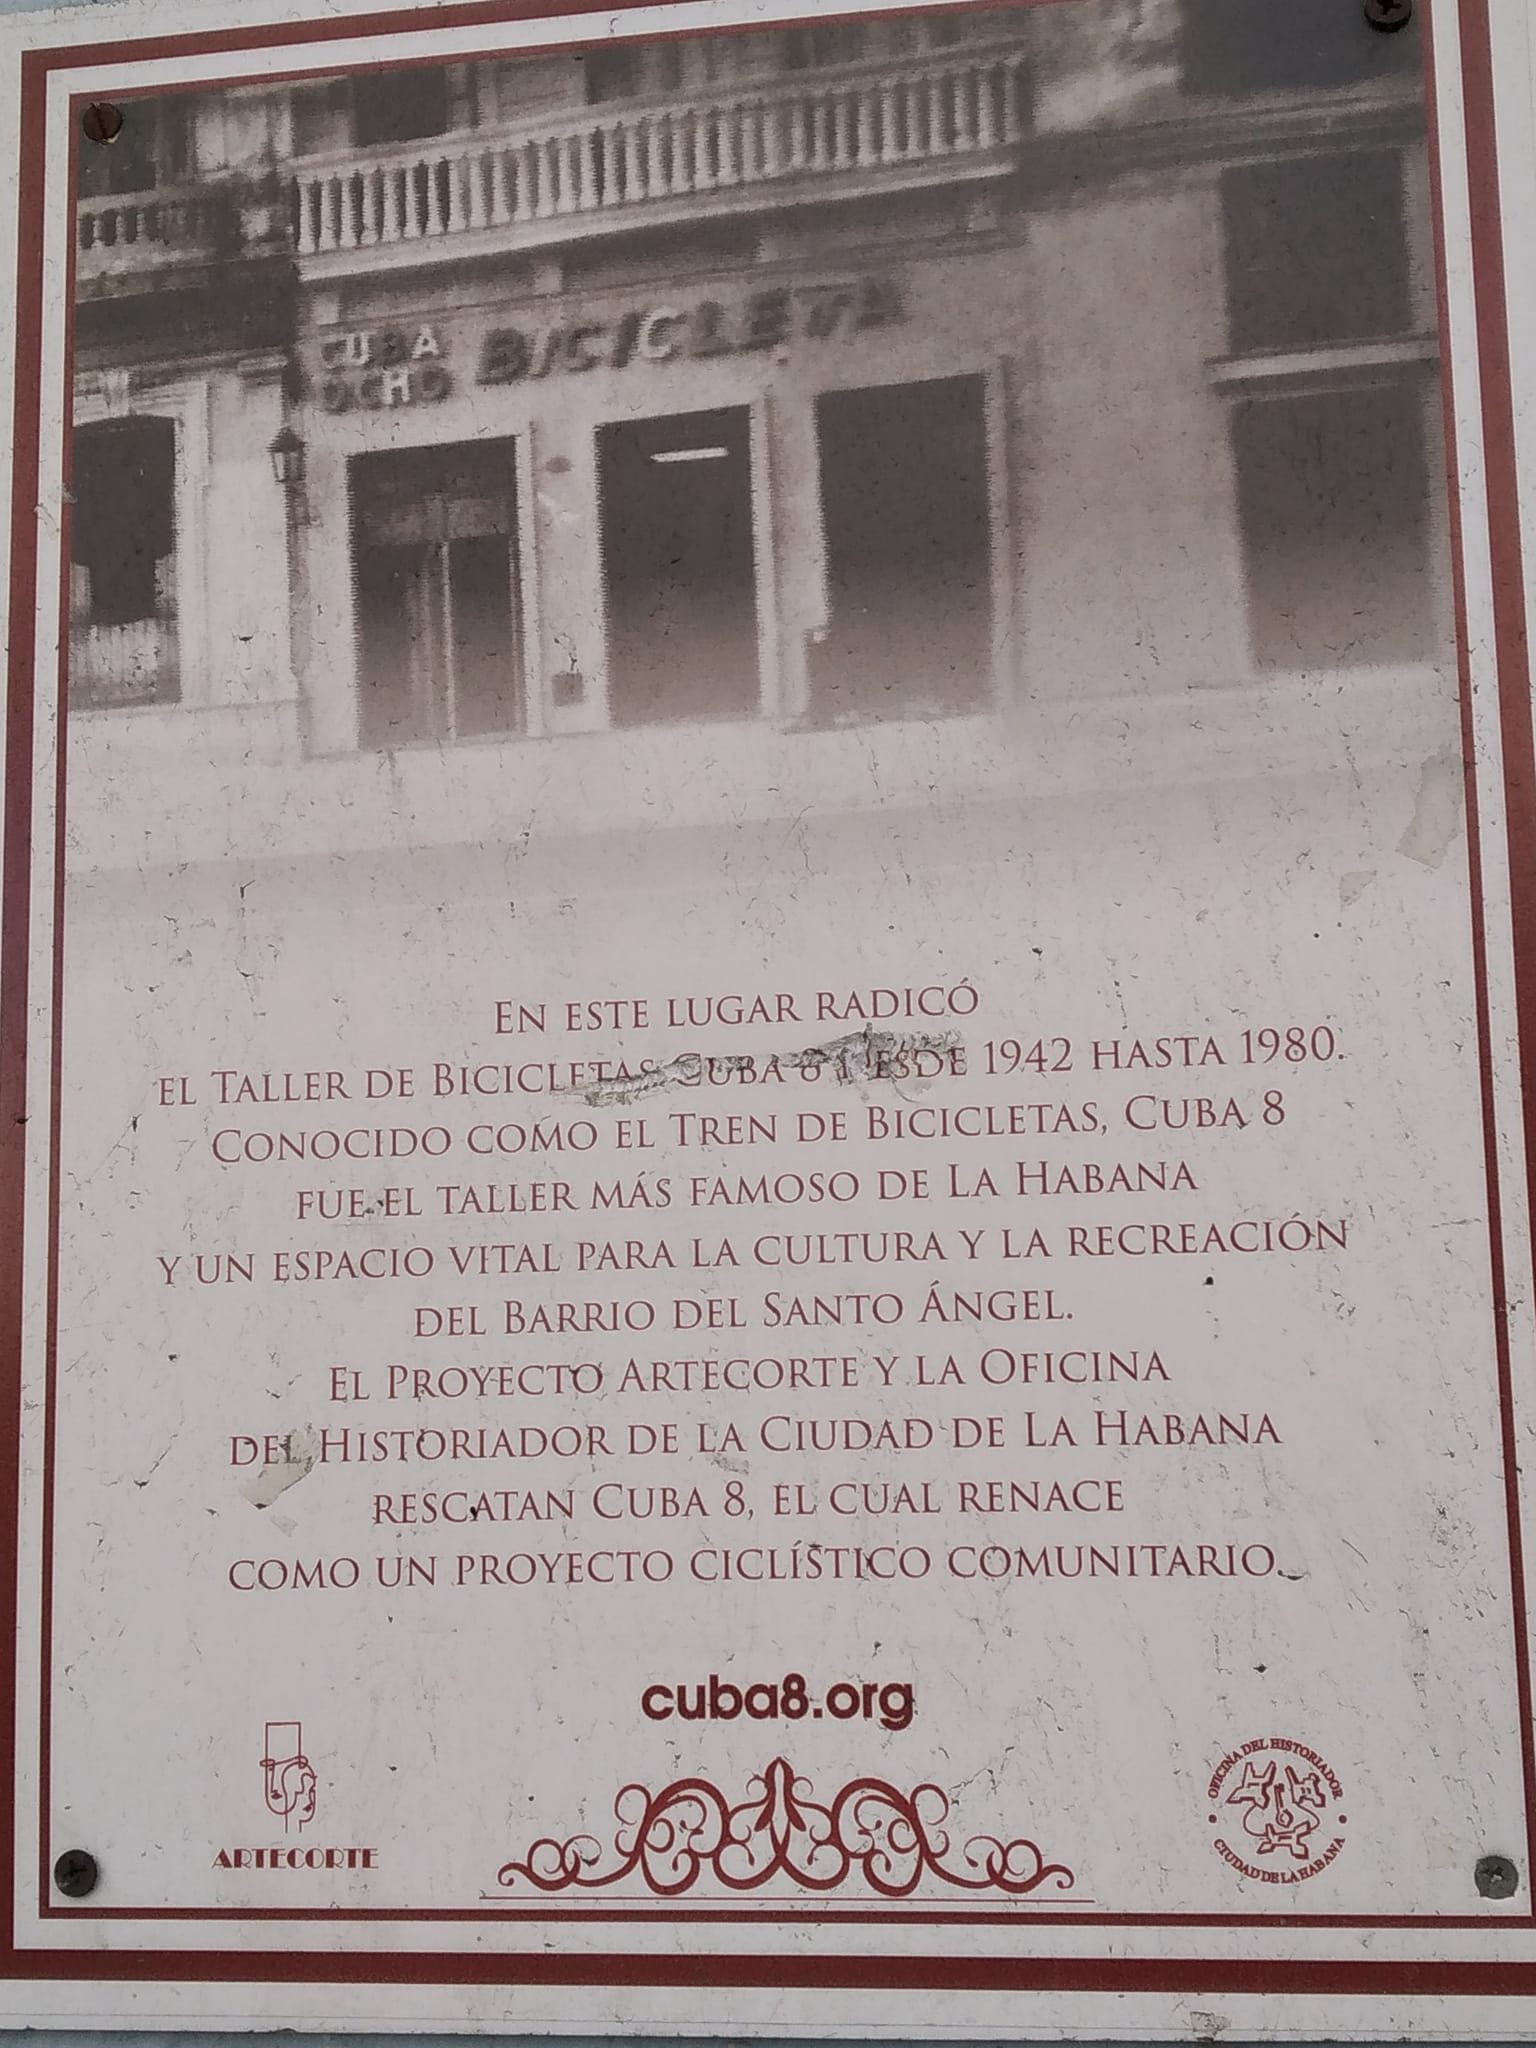 CUBA
OCHO
BICICLETA
EN ESTE LUGAR RADICÓ
EL TALLER DE BICICLETAS CUBA 8 DESDE 1942 HASTA 1980.
CONOCIDO COMO EL TREN DE BICICLETAS, CUBA 8
FUE EL TALLER MÁS FAMOSO DE LA HABANA
Y UN ESPACIO VITAL PARA LA CULTURA Y LA RECREACIÓN
DEL BARRIO DEL SANTO ÁNGEL.
EL PROYECTO ARTECORTE Y LA OFICINA
DEL HISTORIADOR DE LA CIUDAD DE LA HABANA
RESCATAN CUBA 8, EL CUAL RENACE
COMO UN PROYECTO CICLÍSTICO COMUNITARIO.
cuba8.org
ARTECORTE
OFICINA DEL HISTORIADOR
CIUDAD DE LA HABANA